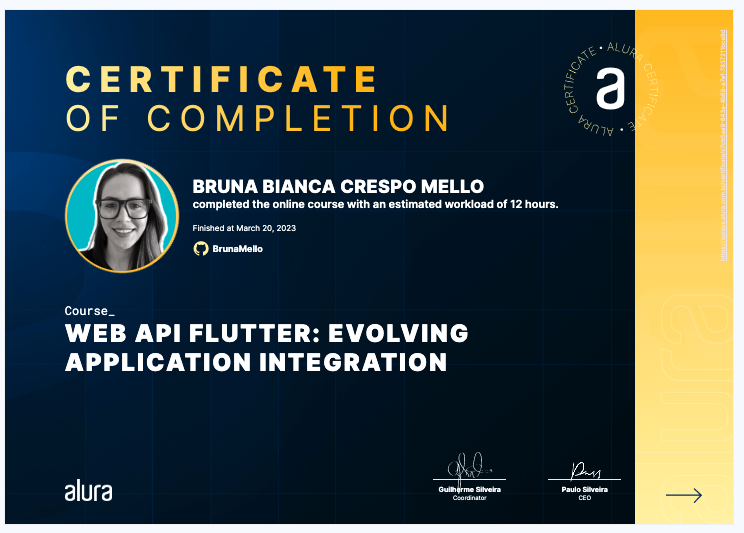 CERTIFICATE
OF COMPLETION
ALURA CERTIFICATE • ALURA CERTIFICATE •
a
BRUNA BIANCA CRESPO MELLO
completed the online course with an estimated workload of 12 hours.
Finished at March 20, 2023
BrunaMello
Course_
WEB API FLUTTER: EVOLVING
APPLICATION INTEGRATION
alura
Guilherme Silveira
Coordinator
Paulo Silveira
CEO
alura